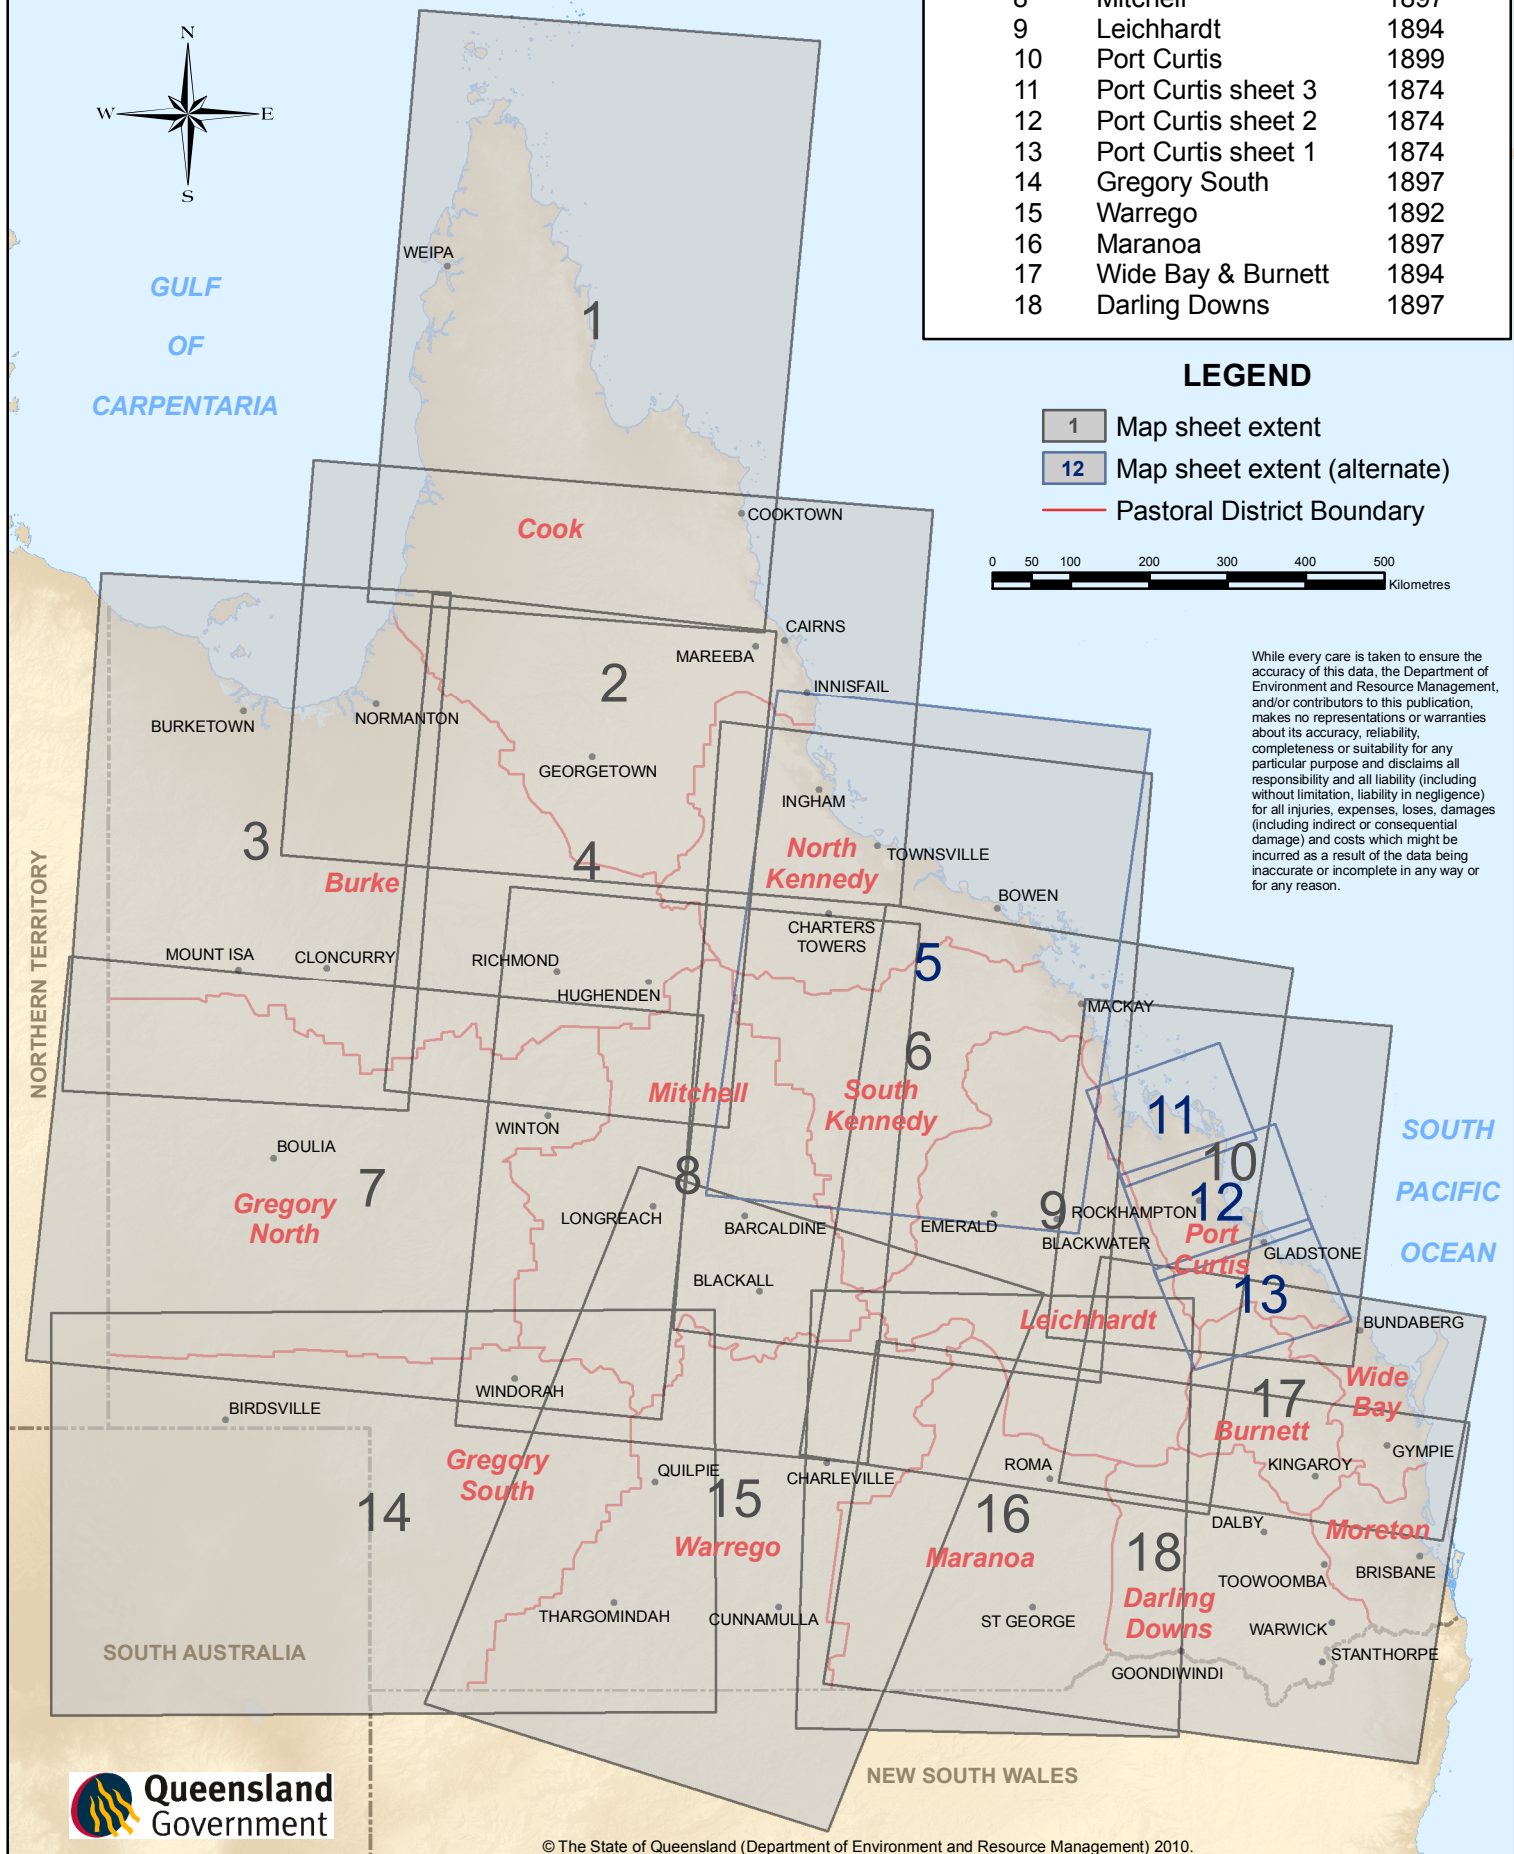 8 Mitchell 1897
9 Leichhardt 1894
10 Port Curtis 1899
11 Port Curtis sheet 3 1874
12 Port Curtis sheet 2 1874
13 Port Curtis sheet 1 1874
14 Gregory South 1897
15 Warrego 1892
16 Maranoa 1897
17 Wide Bay & Burnett 1894
18 Darling Downs 1897
LEGEND
1 Map sheet extent
12 Map sheet extent (alternate)
Pastoral District Boundary
0 50 100 200 300 400 500
Kilometres
While every care is taken to ensure the
accuracy of this data, the Department of
Environment and Resource Management,
and/or contributors to this publication,
makes no representations or warranties
about its accuracy, reliability,
completeness or suitability for any
particular purpose and disclaims all
responsibility and all liability (including
without limitation, liability in negligence)
for all injuries, expenses, loses, damages
(including indirect or consequential
damage) and costs which might be
incurred as a result of the data being
inaccurate or incomplete in any way or
for any reason.
N
W E
S
GULF
OF
CARPENTARIA
WEIPA
1
Cook
COOKTOWN
CAIRNS
MAREEBA
2
INNISFAIL
BURKETOWN
NORMANTON
GEORGETOWN
INGHAM
3
4
Burke
North
Kennedy
TOWNSVILLE
BOWEN
CHARTERS
TOWERS
NORTHERN TERRITORY
MOUNT ISA
CLONCURRY
RICHMOND
HUGHENDEN
5
MACKAY
6
Mitchell
South
Kennedy
11
WINTON
BOULIA
7
8
Gregory
North
LONGREACH
BARCALDINE
EMERALD
9
BLACKWATER
ROCKHAMPTON
10
12
Port
Curtis
GLADSTONE
13
SOUTH
PACIFIC
OCEAN
BLACKALL
Leichhardt
BUNDABERG
WINDORAH
BIRDSVILLE
Wide
Bay
17
Burnett
GYMPIE
KINGAROY
Gregory
South
14
QUILPIE
15
Warrego
CHARLEVILLE
ROMA
16
Maranoa
DALBY
Moreton
18
Darling
Downs
TOOWOOMBA
BRISBANE
THARGOMINDAH
CUNNAMULLA
ST GEORGE
WARWICK
STANTHORPE
GOONDIWINDI
SOUTH AUSTRALIA
NEW SOUTH WALES
Queensland
Government
© The State of Queensland (Department of Environment and Resource Management) 2010.